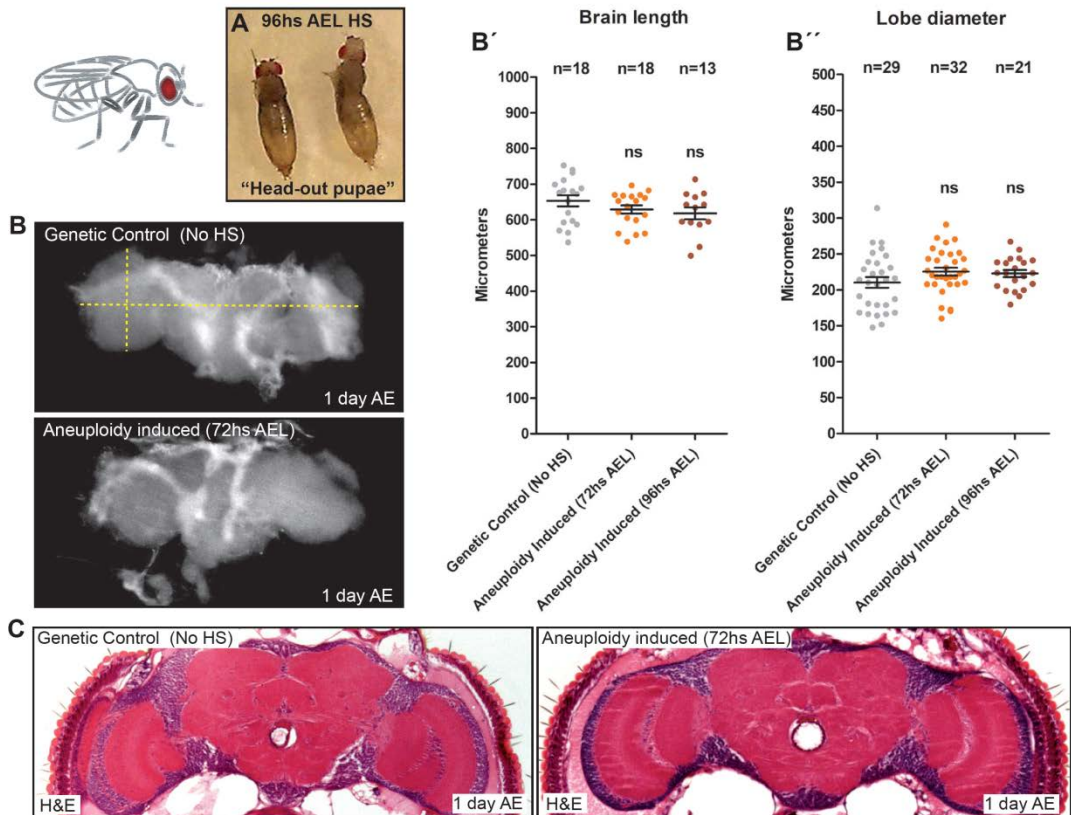 A
96hs AEL HS
“Head-out pupae”
B
Genetic Control (No HS)
1 day AE
Aneuploidy induced (72hs AEL)
1 day AE
B´
Brain length
n=18 n=18 n=13
ns ns
Micrometers
1000
900
800
700
600
500
400
300
200
100
0
Genetic Control (No HS)
Aneuploidy Induced (72hs AEL)
Aneuploidy Induced (96hs AEL)
B´´
Lobe diameter
n=29 n=32 n=21
ns ns
Micrometers
500
450
400
350
300
250
200
150
100
50
0
Genetic Control (No HS)
Aneuploidy Induced (72hs AEL)
Aneuploidy Induced (96hs AEL)
C
Genetic Control (No HS)
H&E
1 day AE
Aneuploidy induced (72hs AEL)
H&E
1 day AE